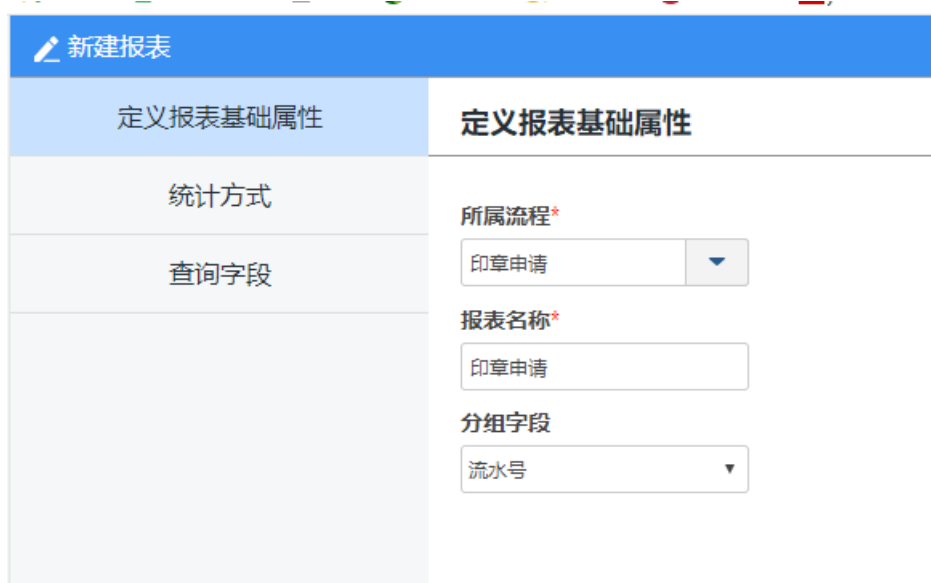 新建报表
定义报表基础属性
统计方式
查询字段
定义报表基础属性
所属流程*
印章申请
报表名称*
印章申请
分组字段
流水号